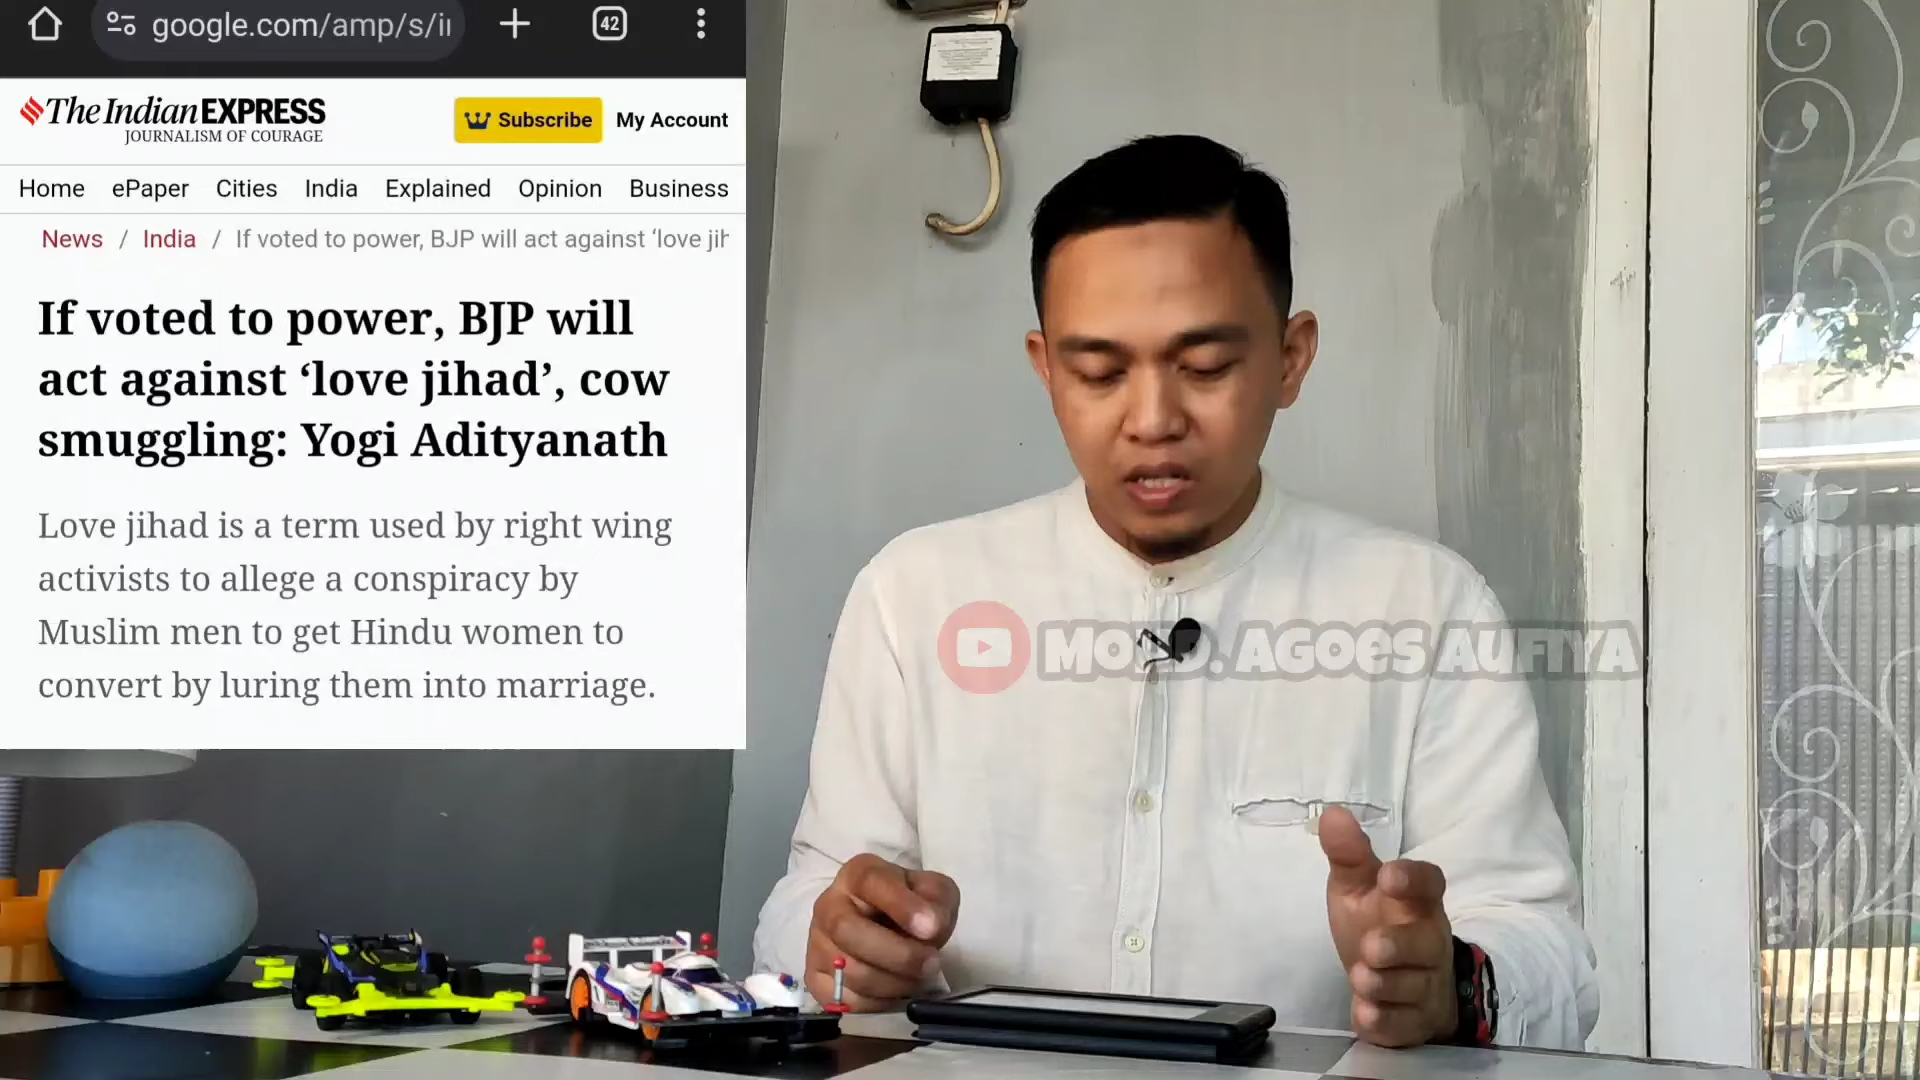 google.com/amp/s/i
42
The Indian EXPRESS
JOURNALISM OF COURAGE
Subscribe
My Account
Home ePaper Cities India Explained Opinion Business
News / India / If voted to power, BJP will act against ‘love jih
If voted to power, BJP will
act against ‘love jihad’, cow
smuggling: Yogi Adityanath
Love jihad is a term used by right wing
activists to allege a conspiracy by
Muslim men to get Hindu women to
convert by luring them into marriage.
AGOES AUFIYA